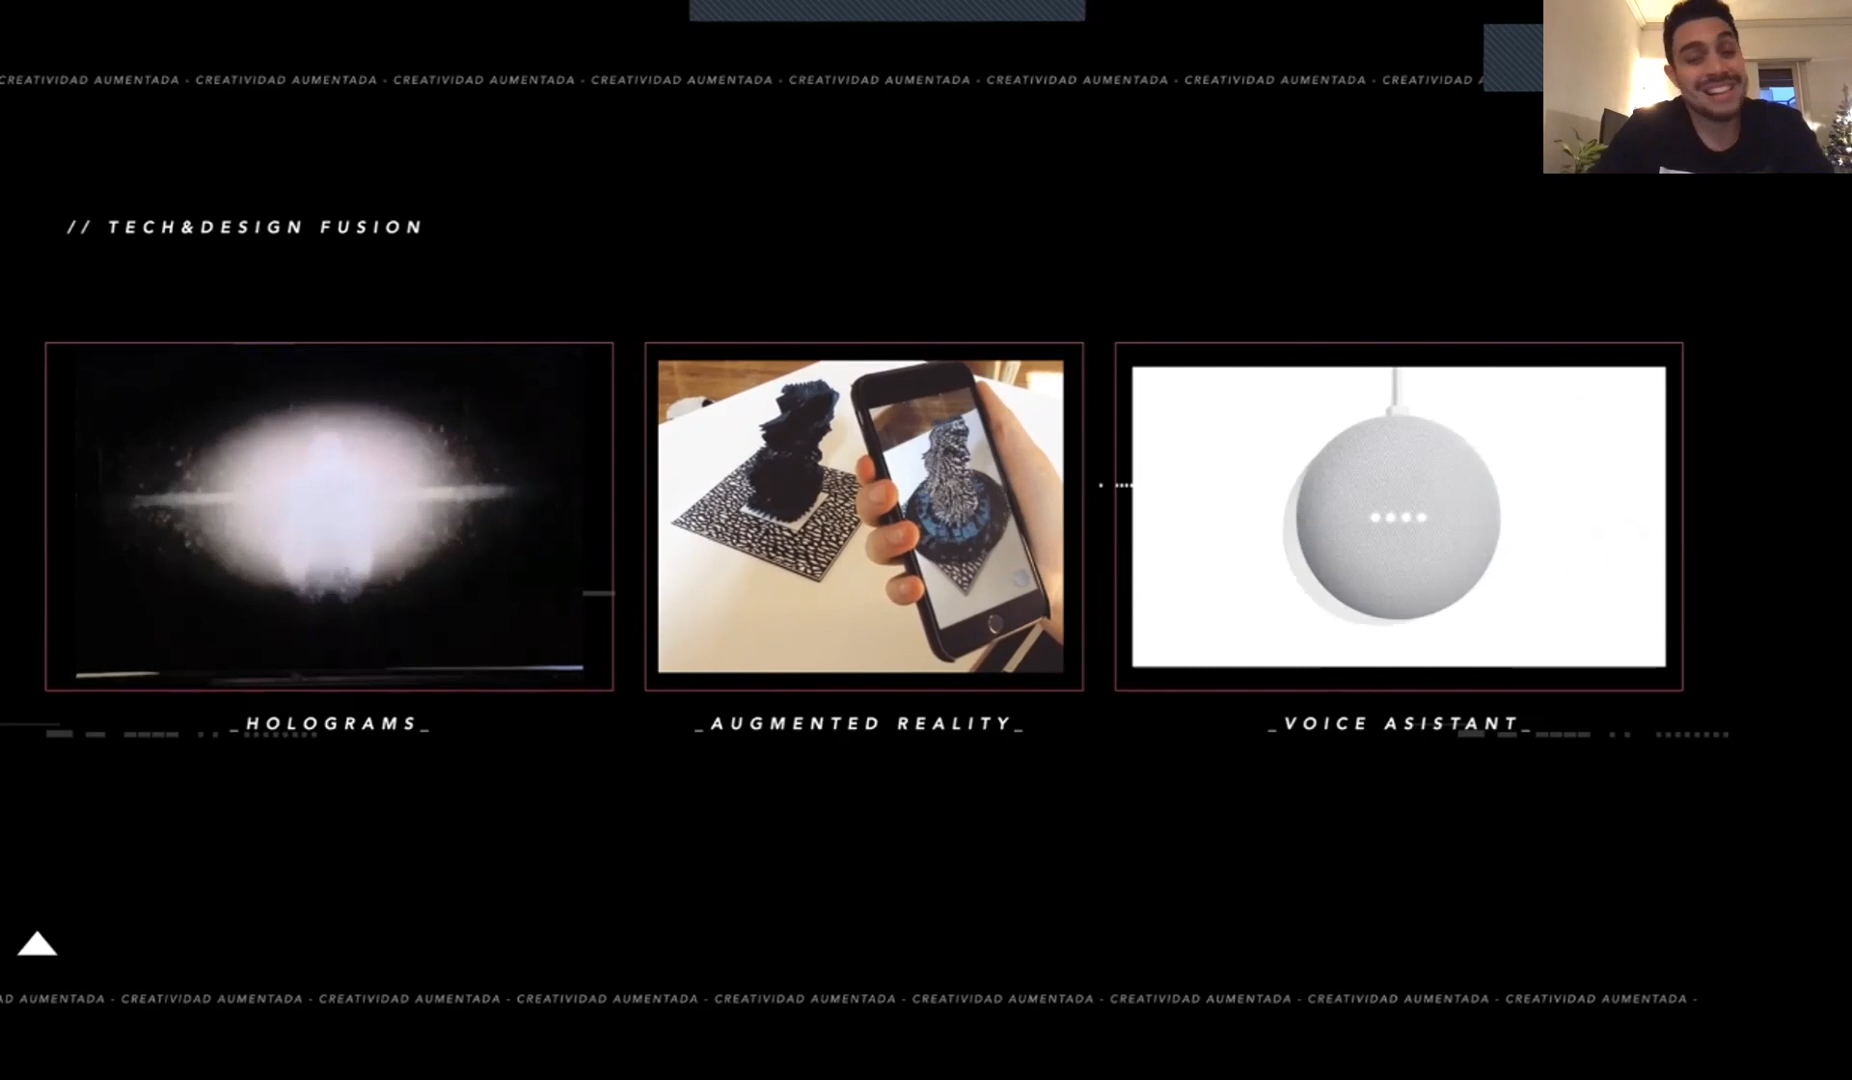 CREATIVIDAD AUMENTADA - CREATIVIDAD AUMENTADA - CREATIVIDAD AUMENTADA - CREATIVIDAD AUMENTADA - CREATIVIDAD AUMENTADA - CREATIVIDAD AUMENTADA - CREATIVIDAD AUMENTADA - CREATIVIDAD A
// TECH&DESIGN FUSION
_HOLOGRAMS_
_AUGMENTED REALITY_
_VOICE ASISTANT_
AD AUMENTADA - CREATIVIDAD AUMENTADA - CREATIVIDAD AUMENTADA - CREATIVIDAD AUMENTADA - CREATIVIDAD AUMENTADA - CREATIVIDAD AUMENTADA - CREATIVIDAD AUMENTADA - CREATIVIDAD AUMENTADA - CREATIVIDAD AUMENTADA -